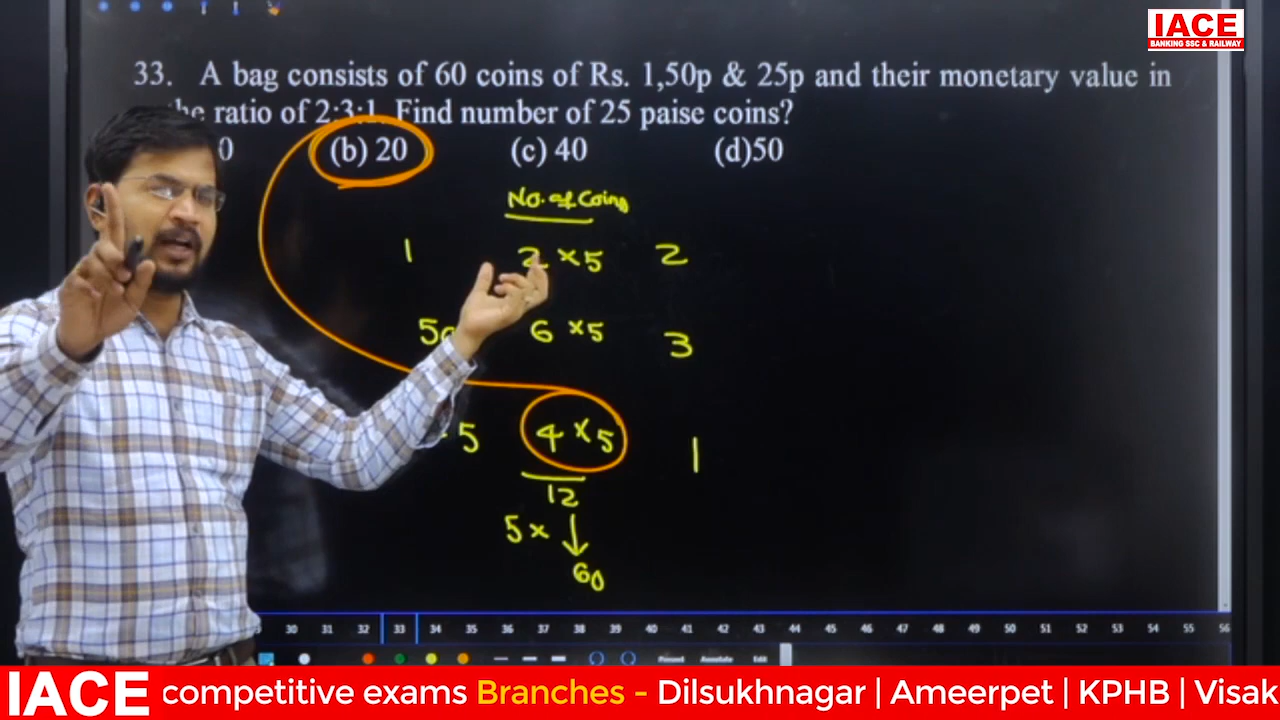 IACE
BANKING SSC & RAILWAY
33. A bag consists of 60 coins of Rs. 1,50p & 25p and their monetary value in
he ratio of 2:3:1. Find number of 25 paise coins?
0 (b) 20 (c) 40 (d)50
No. of Coins
1 2 × 5 2
50 6 ×5 3
5 4 ×5 1
12
5 ×
60
30 31 32 33 34 35 36 37 38 39 40 41 42 43 44 45 46 47 48 49 50 51 52 53 54 55 56
Annotate Edit
IACE competitive exams Branches - Dilsukhnagar | Ameerpet | KPHB | Visak